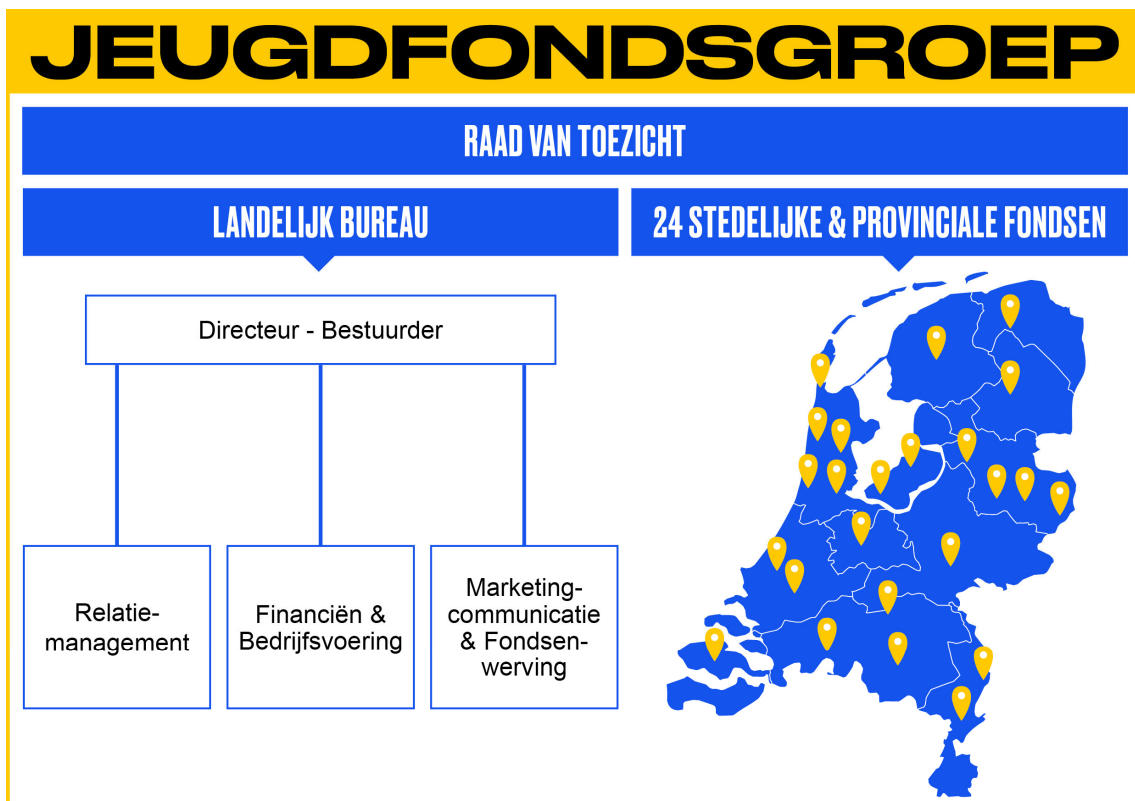 JEUGDFONDSGROEP
RAAD VAN TOEZICHT
LANDELIJK BUREAU
24 STEDELIJKE & PROVINCIALE FONDSEN
Directeur - Bestuurder
Relatie-
management
Financiën &
Bedrijfsvoering
Marketing-
communicatie
& Fondsen-
werving